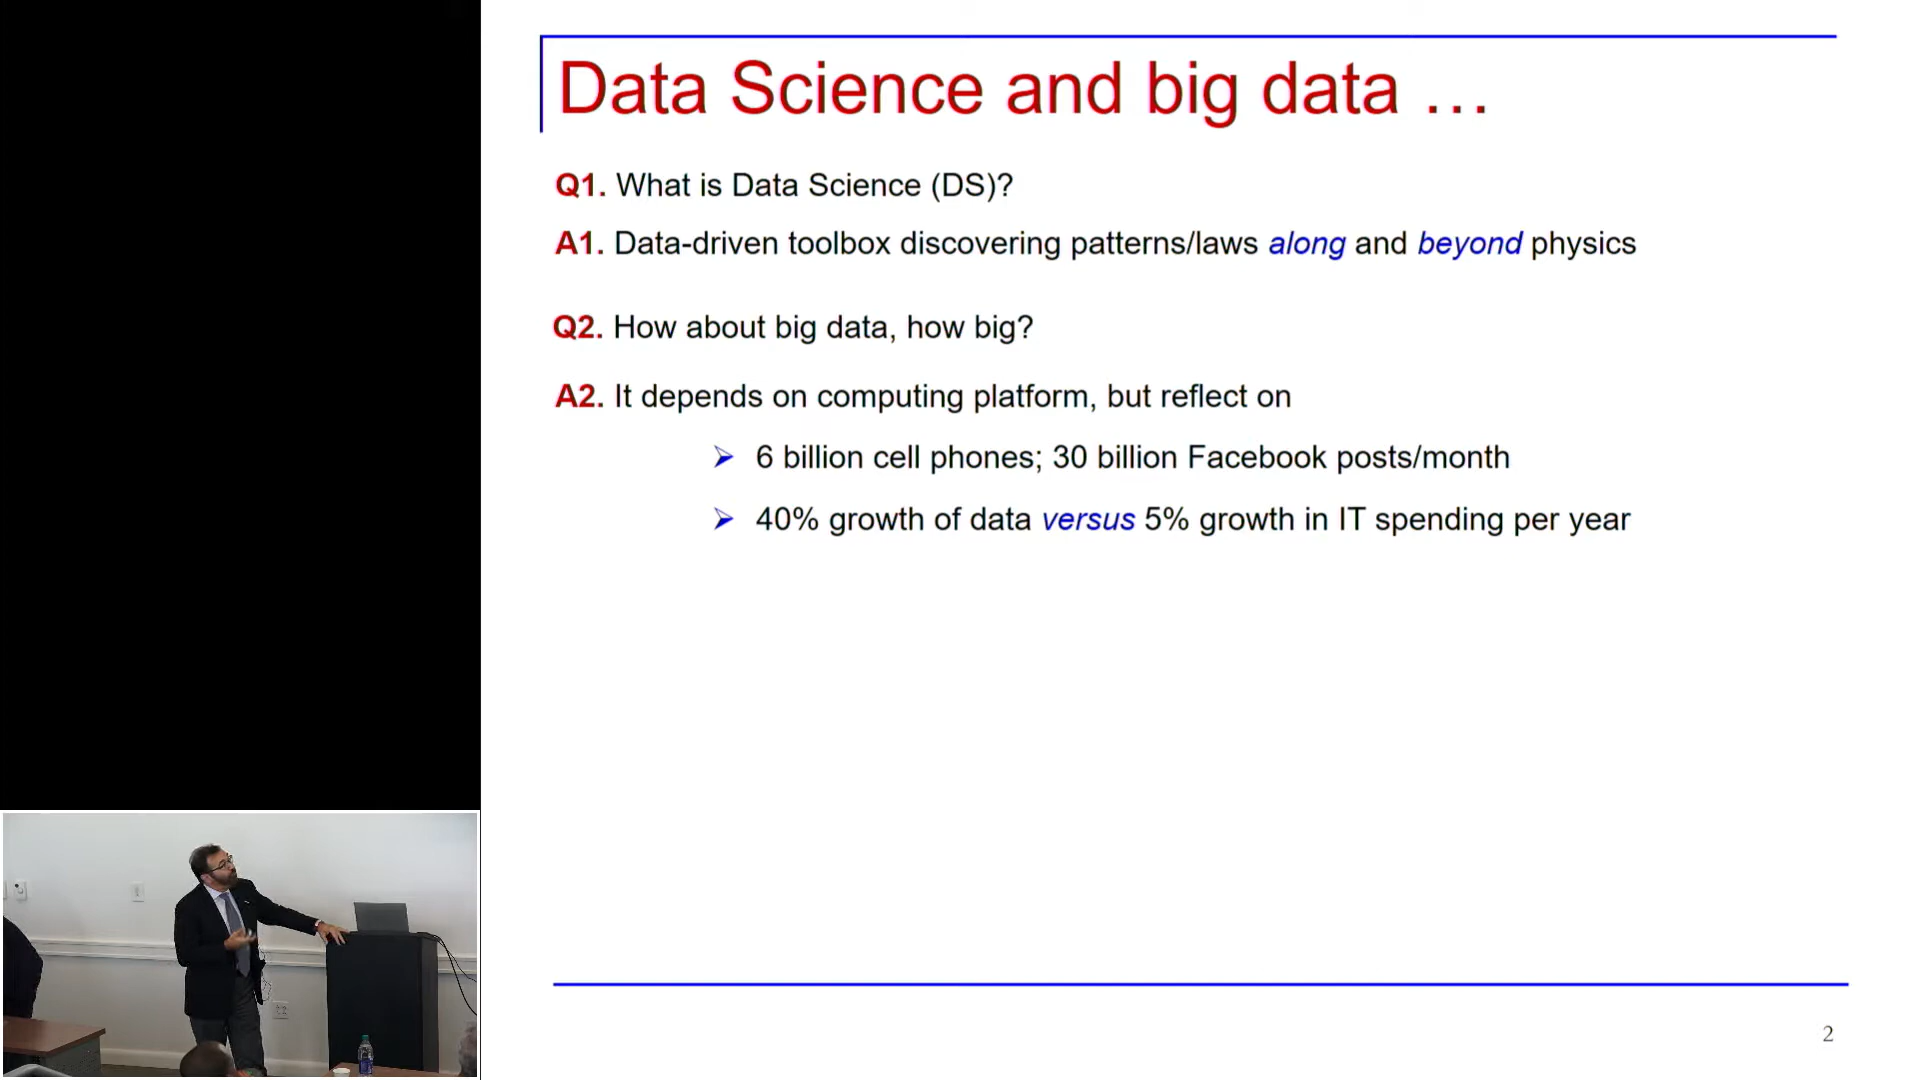 Data Science and big data …
Q1. What is Data Science (DS)?
A1. Data-driven toolbox discovering patterns/laws along and beyond physics
Q2. How about big data, how big?
A2. It depends on computing platform, but reflect on
➢ 6 billion cell phones; 30 billion Facebook posts/month
➢ 40% growth of data versus 5% growth in IT spending per year
2